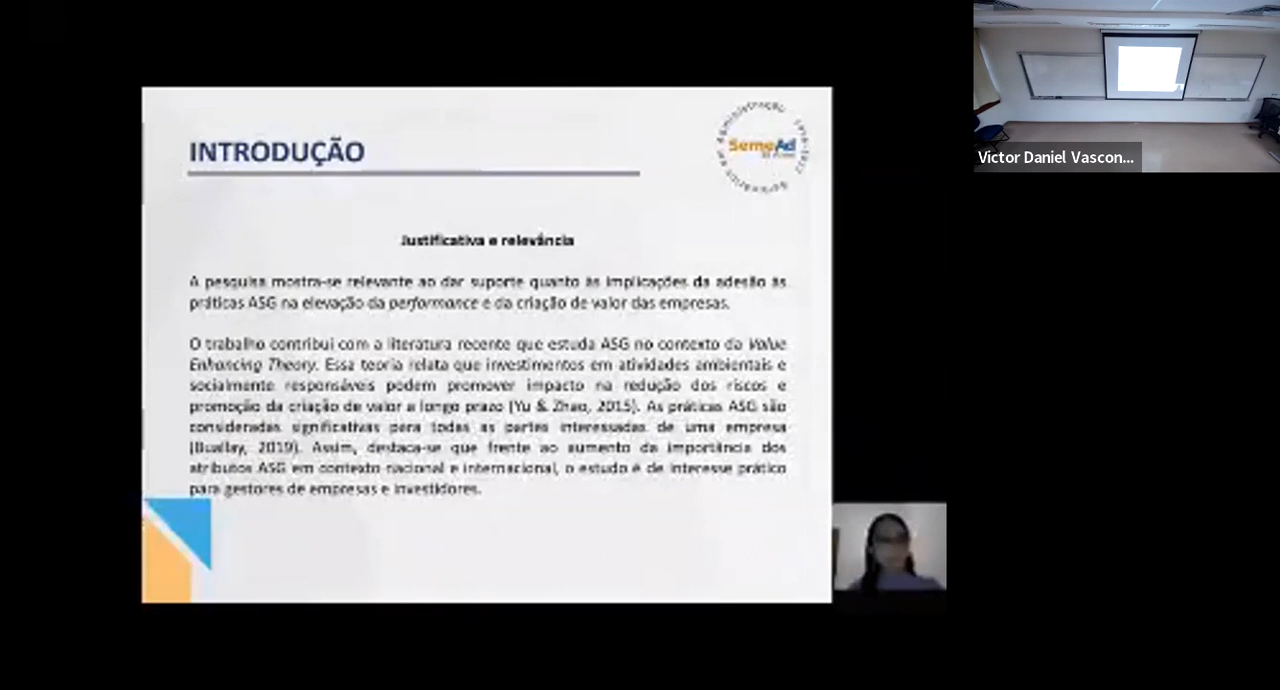 INTRODUÇÃO
SemeAd
Justificativa e relevância
A pesquisa mostra-se relevante ao dar suporte quanto às implicações da adesão às
práticas ASG na elevação da performance e da criação de valor das empresas.
O trabalho contribui com a literatura recente que estuda ASG no contexto da Value
Enhancing Theory. Essa teoria relata que investimentos em atividades ambientais e
socialmente responsáveis podem promover impacto na redução dos riscos e
promoção da criação de valor a longo prazo (Yu & Zhao, 2015). As práticas ASG são
consideradas significativas para todas as partes interessadas de uma empresa
(Buallay, 2019). Assim, destaca-se que frente ao aumento da importância dos
atributos ASG em contexto nacional e internacional, o estudo é de interesse prático
para gestores de empresas e investidores.
Victor Daniel Vascon...